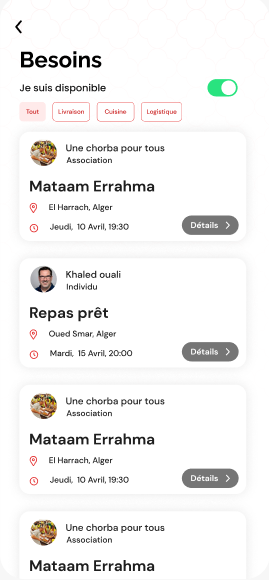 Besoins
Je suis disponible
Tout Livraison Cuisine Logistique
Une chorba pour tous
Association
Mataam Errahma
El Harrach, Alger
Jeudi, 10 Avril, 19:30
Détails
Khaled ouali
Individu
Repas prêt
Oued Smar, Alger
Mardi, 15 Avril, 20:00
Détails
Une chorba pour tous
Association
Mataam Errahma
El Harrach, Alger
Jeudi, 10 Avril, 19:30
Détails
Une chorba pour tous
Association
Mataam Errahma